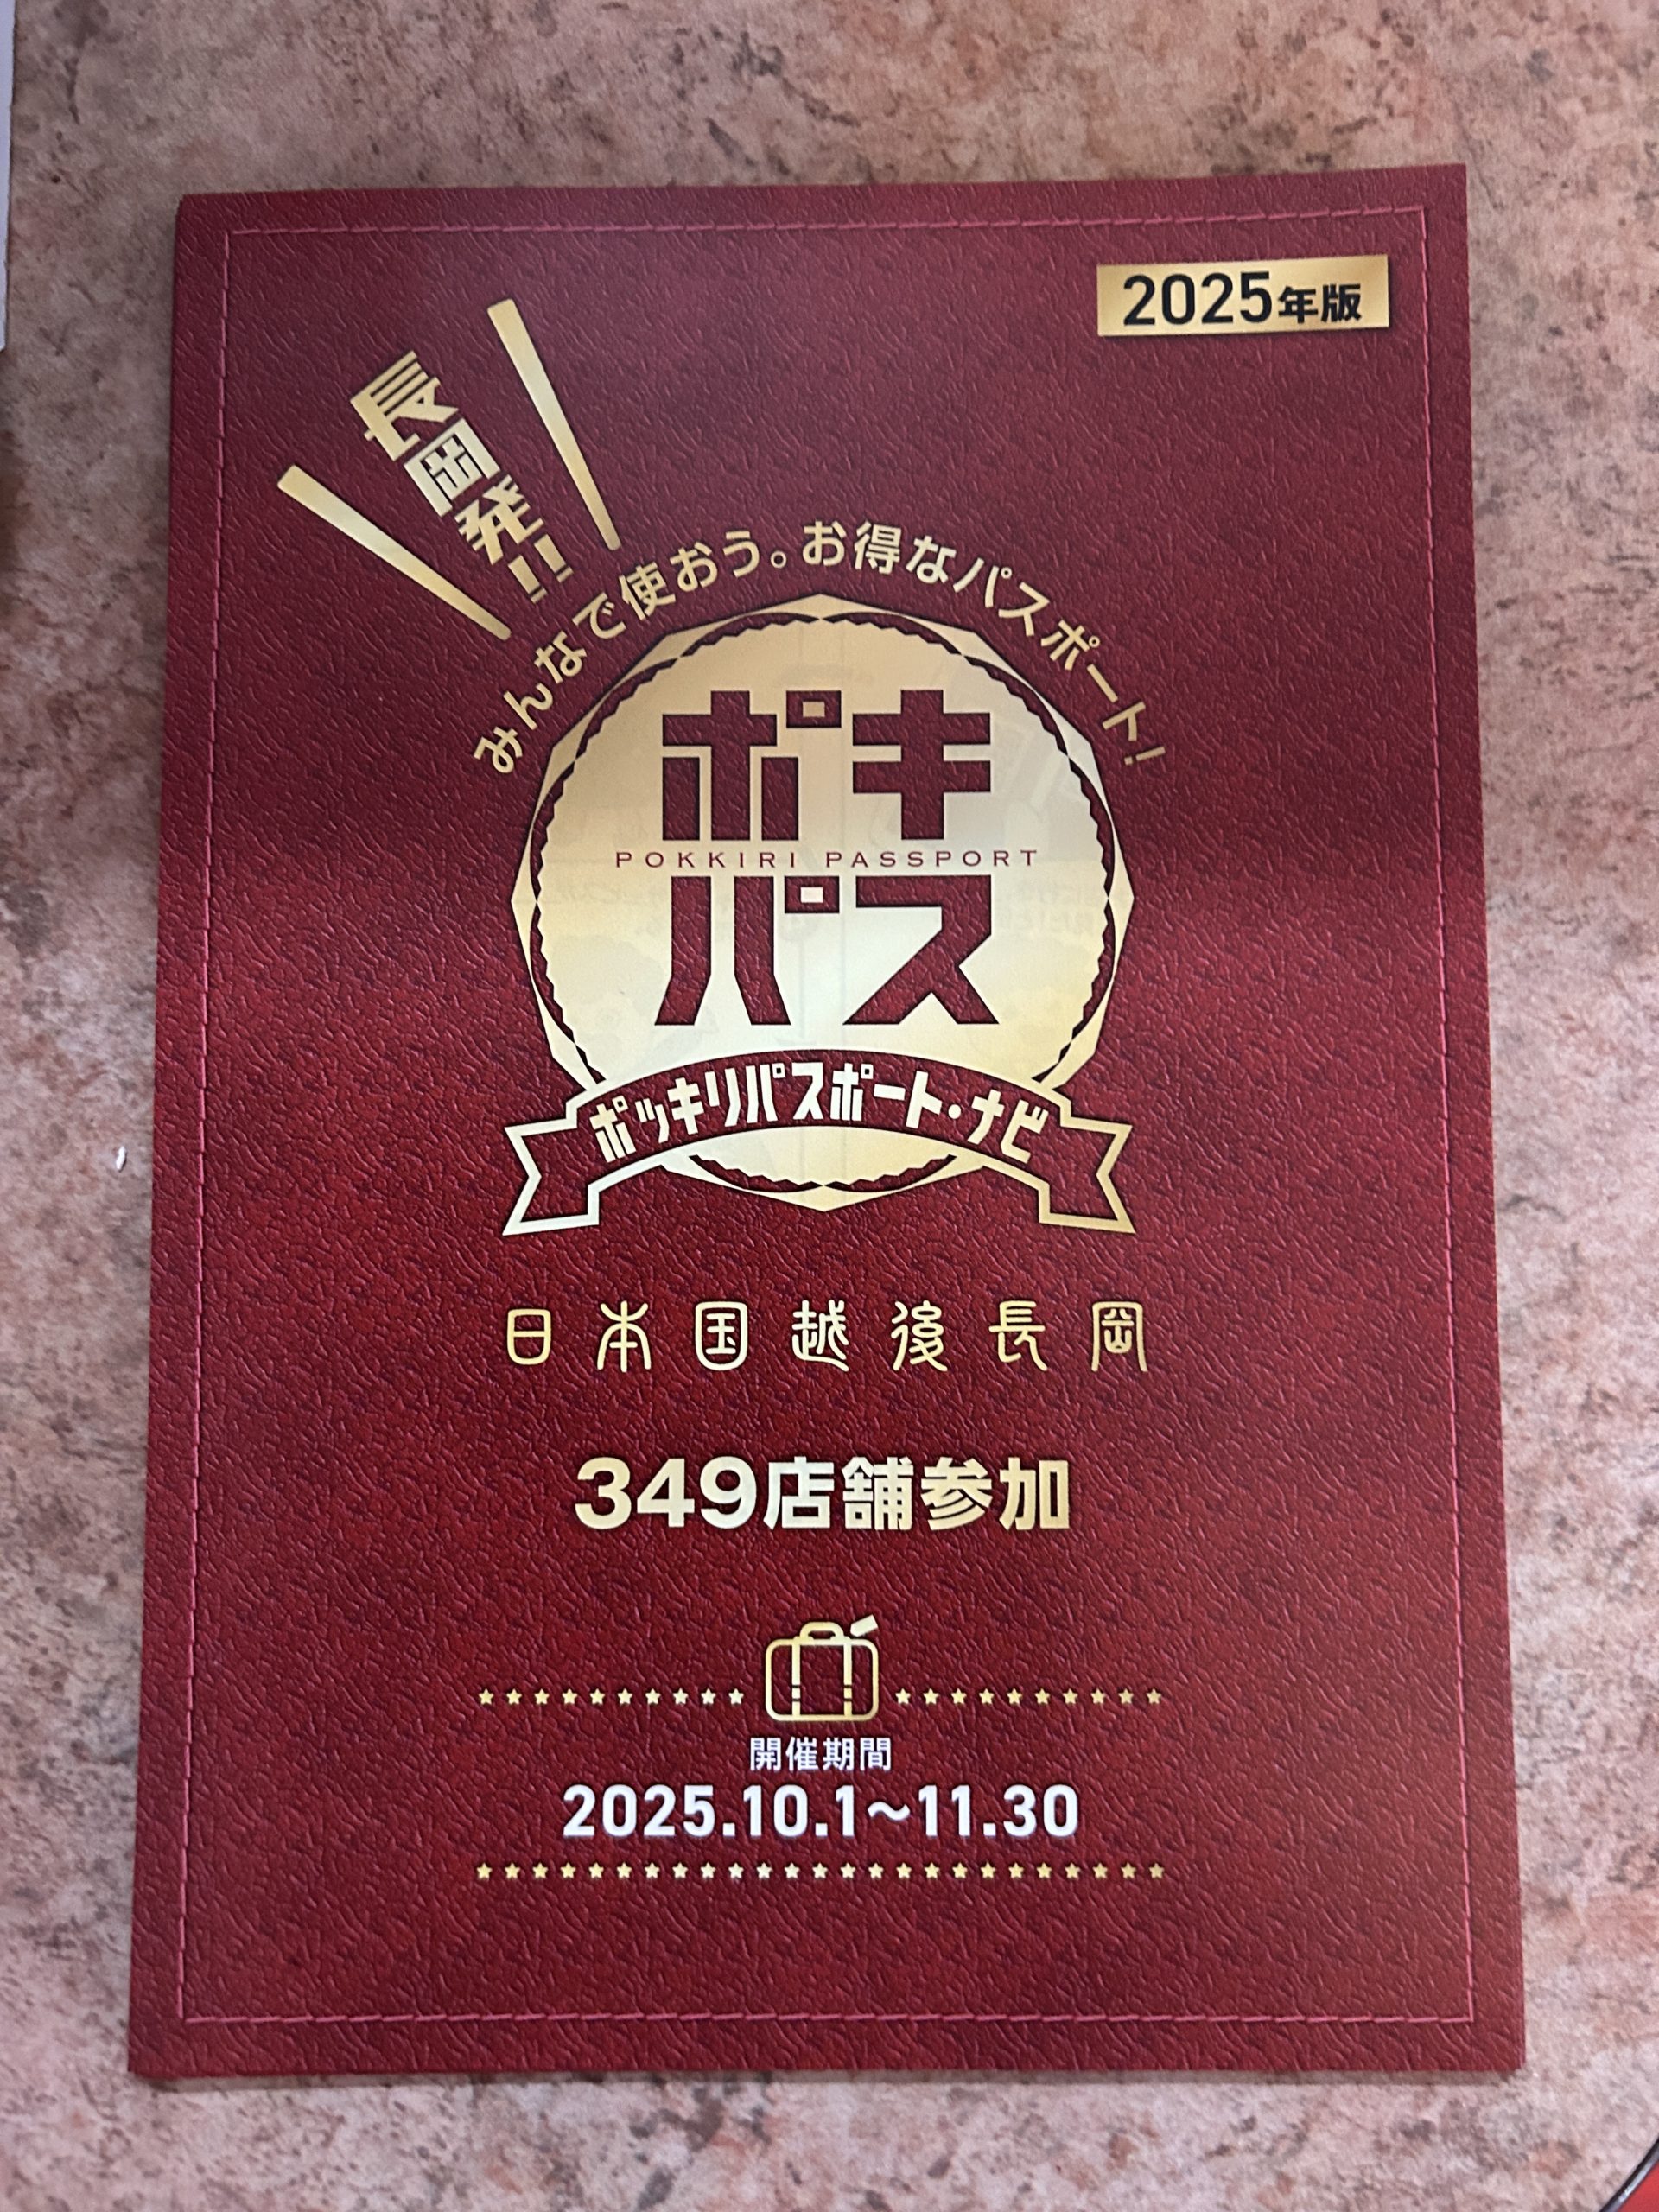 2025年版
長岡発!!
みんなで使おう。お得なパスポート!
ポキ
POKKIRI PASSPORT
パス
ポッキリパスポート・ナビ
日本国越後長岡
349店舗参加
開催期間
2025.10.1～11.30